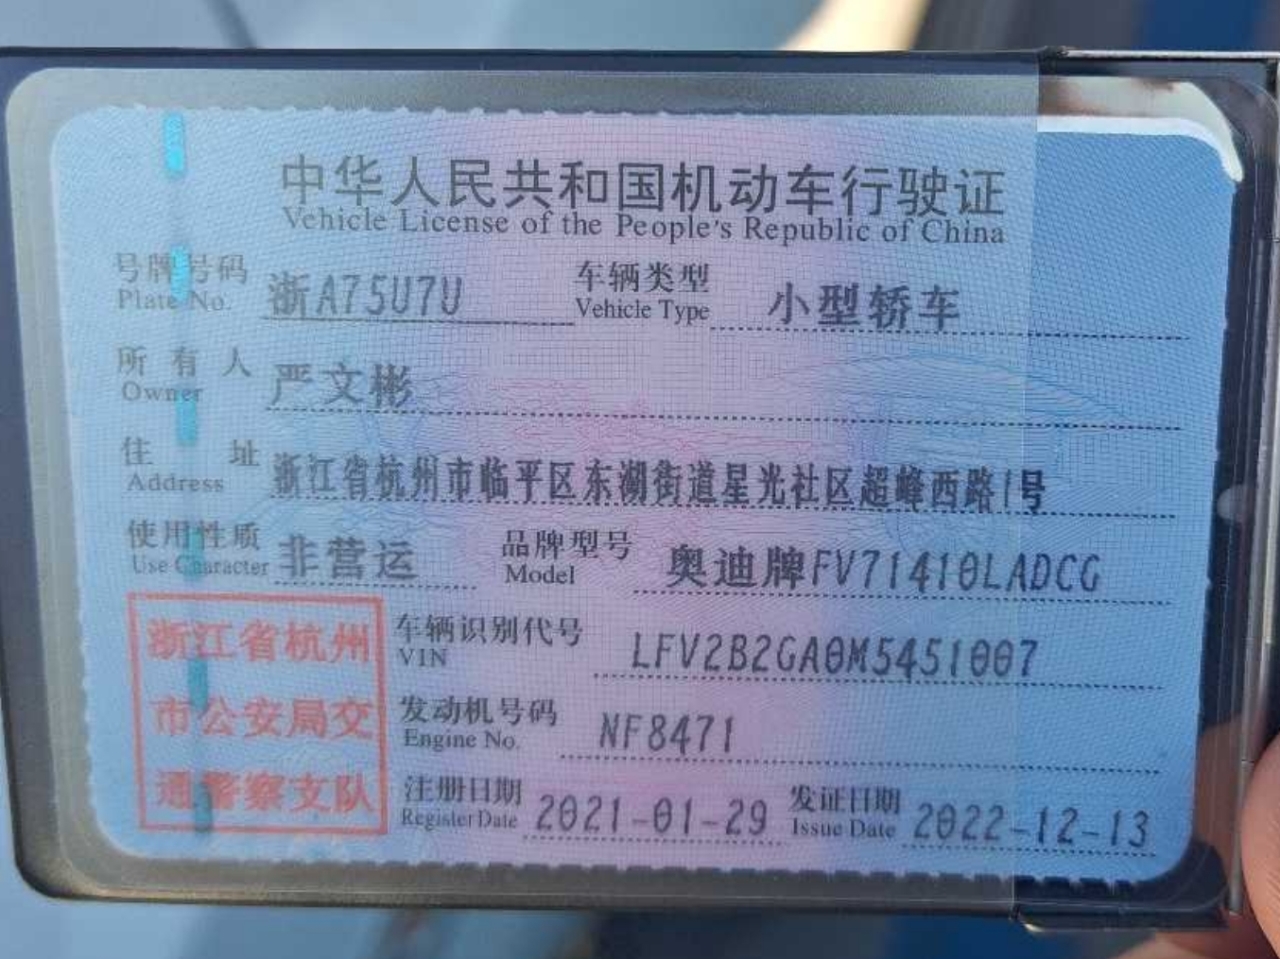 中华人民共和国机动车行驶证
Vehicle License of the People's Republic of China
号牌号码 浙A75U7U 车辆类型 小型轿车
Plate No. Vehicle Type
所有人 严文彬
Owner
住址 浙江省杭州市临平区东湖街道星光社区超峰西路1号
Address
使用性质 非营运 品牌型号 奥迪牌FV71410LADCG
Use Character Model
浙江省杭州
市公安局交
通警察支队
车辆识别代号 LFV2B2GA0M5451007
VIN
发动机号码 NF8471
Engine No.
注册日期 2021-01-29 发证日期 2022-12-13
Register Date Issue Date